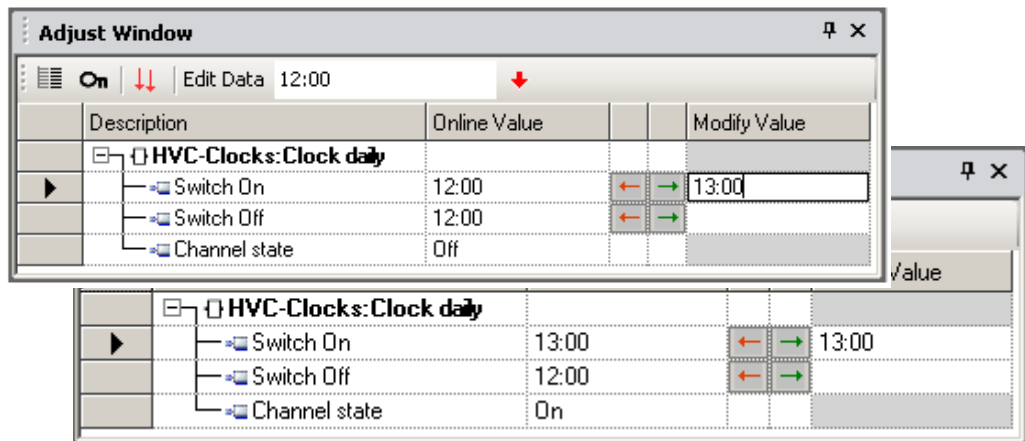 Adjust Window
On Edit Data 12:00
Description Online Value Modify Value
HVC-Clocks:Clock daily
Switch On 12:00 13:00
Switch Off 12:00
Channel state Off
Value
HVC-Clocks:Clock daily
Switch On 13:00 13:00
Switch Off 12:00
Channel state On